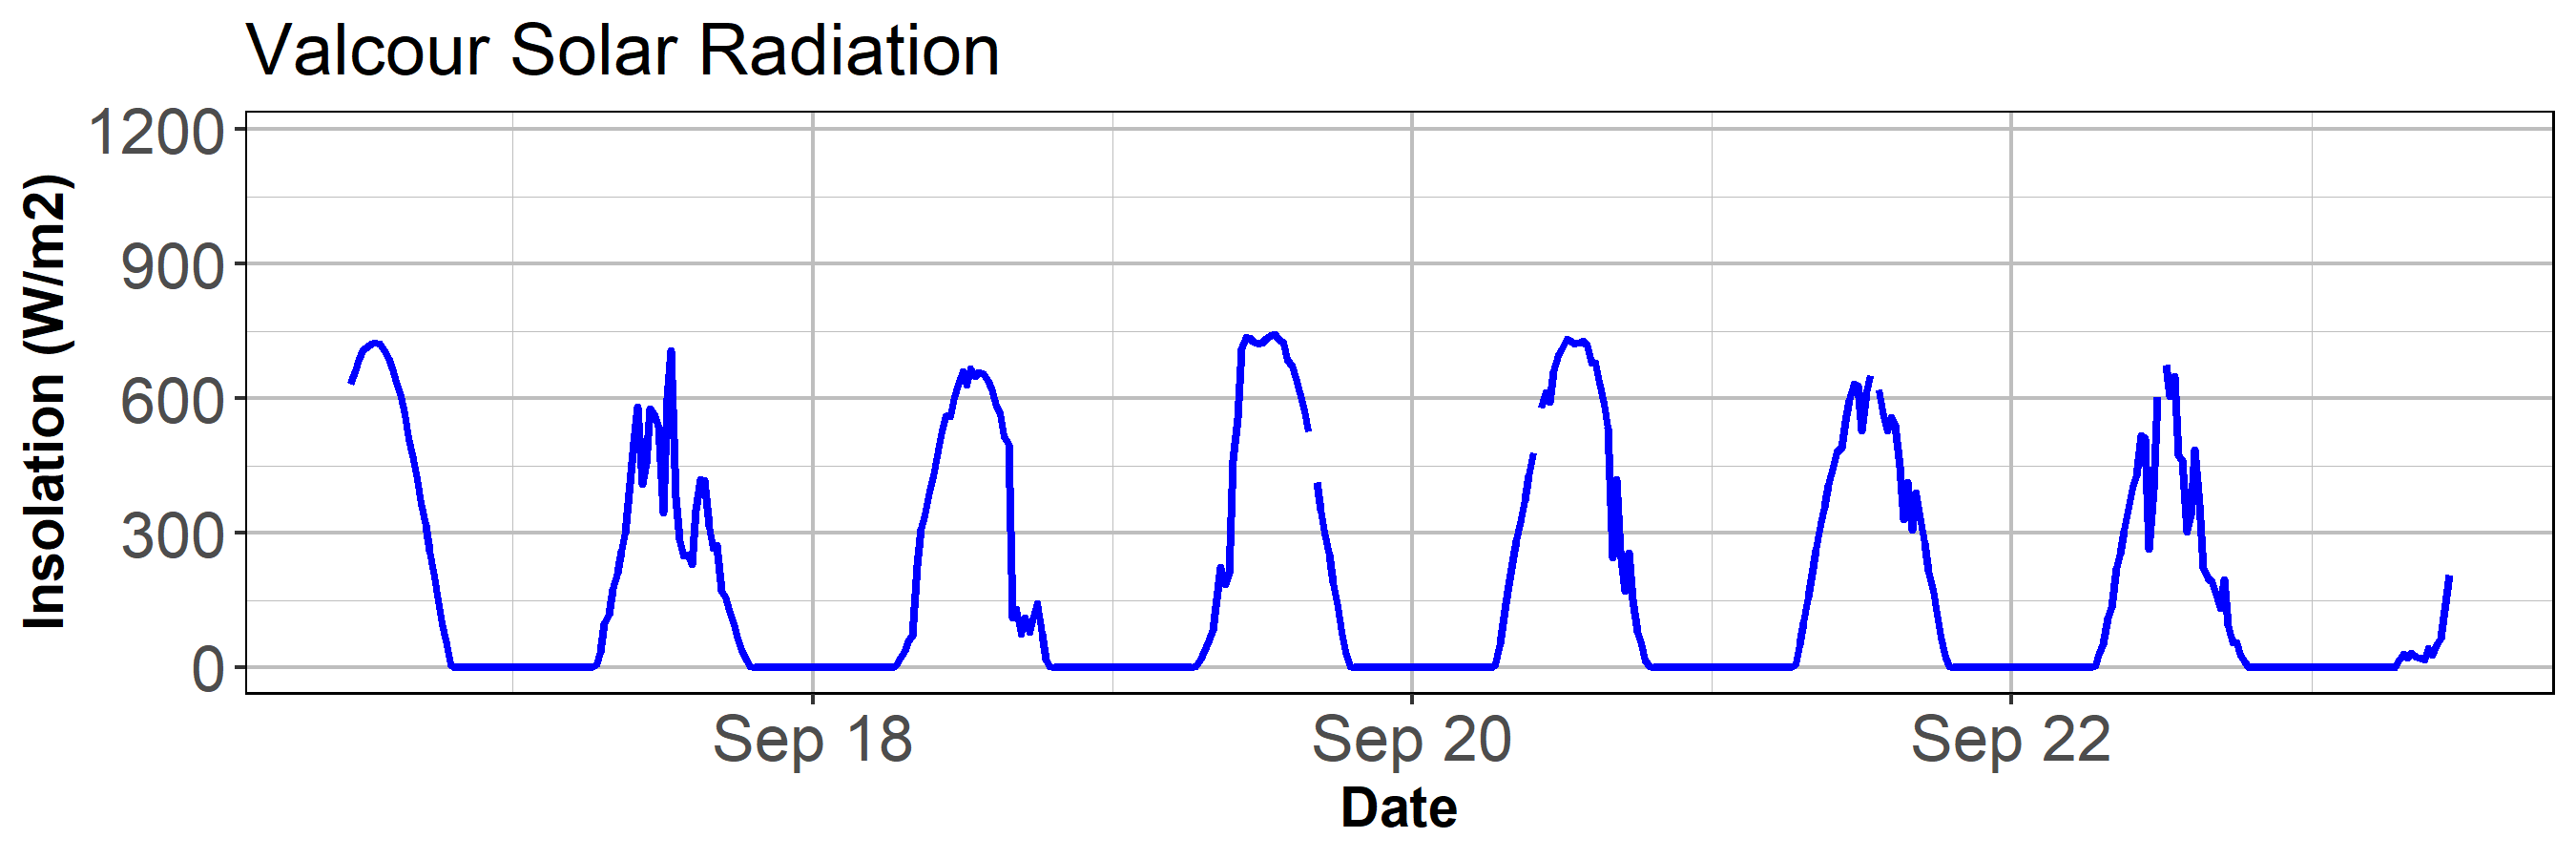 Valcour Solar Radiation
Insolation (W/m2)
1200
900
600
300
0
Sep 18 Sep 20 Sep 22
Date